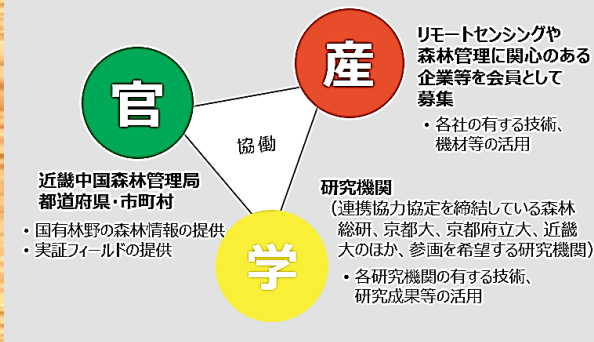 官
産
学
協働
リモートセンシングや
森林管理に関心のある
企業等を会員として
募集
・各社の有する技術、
機材等の活用
近畿中国森林管理局
都道府県・市町村
・国有林野の森林情報の提供
・実証フィールドの提供
研究機関
（連携協力協定を締結している森林
総研、京都大、京都府立大、近畿
大のほか、参画を希望する研究機関）
・各研究機関の有する技術、
研究成果等の活用